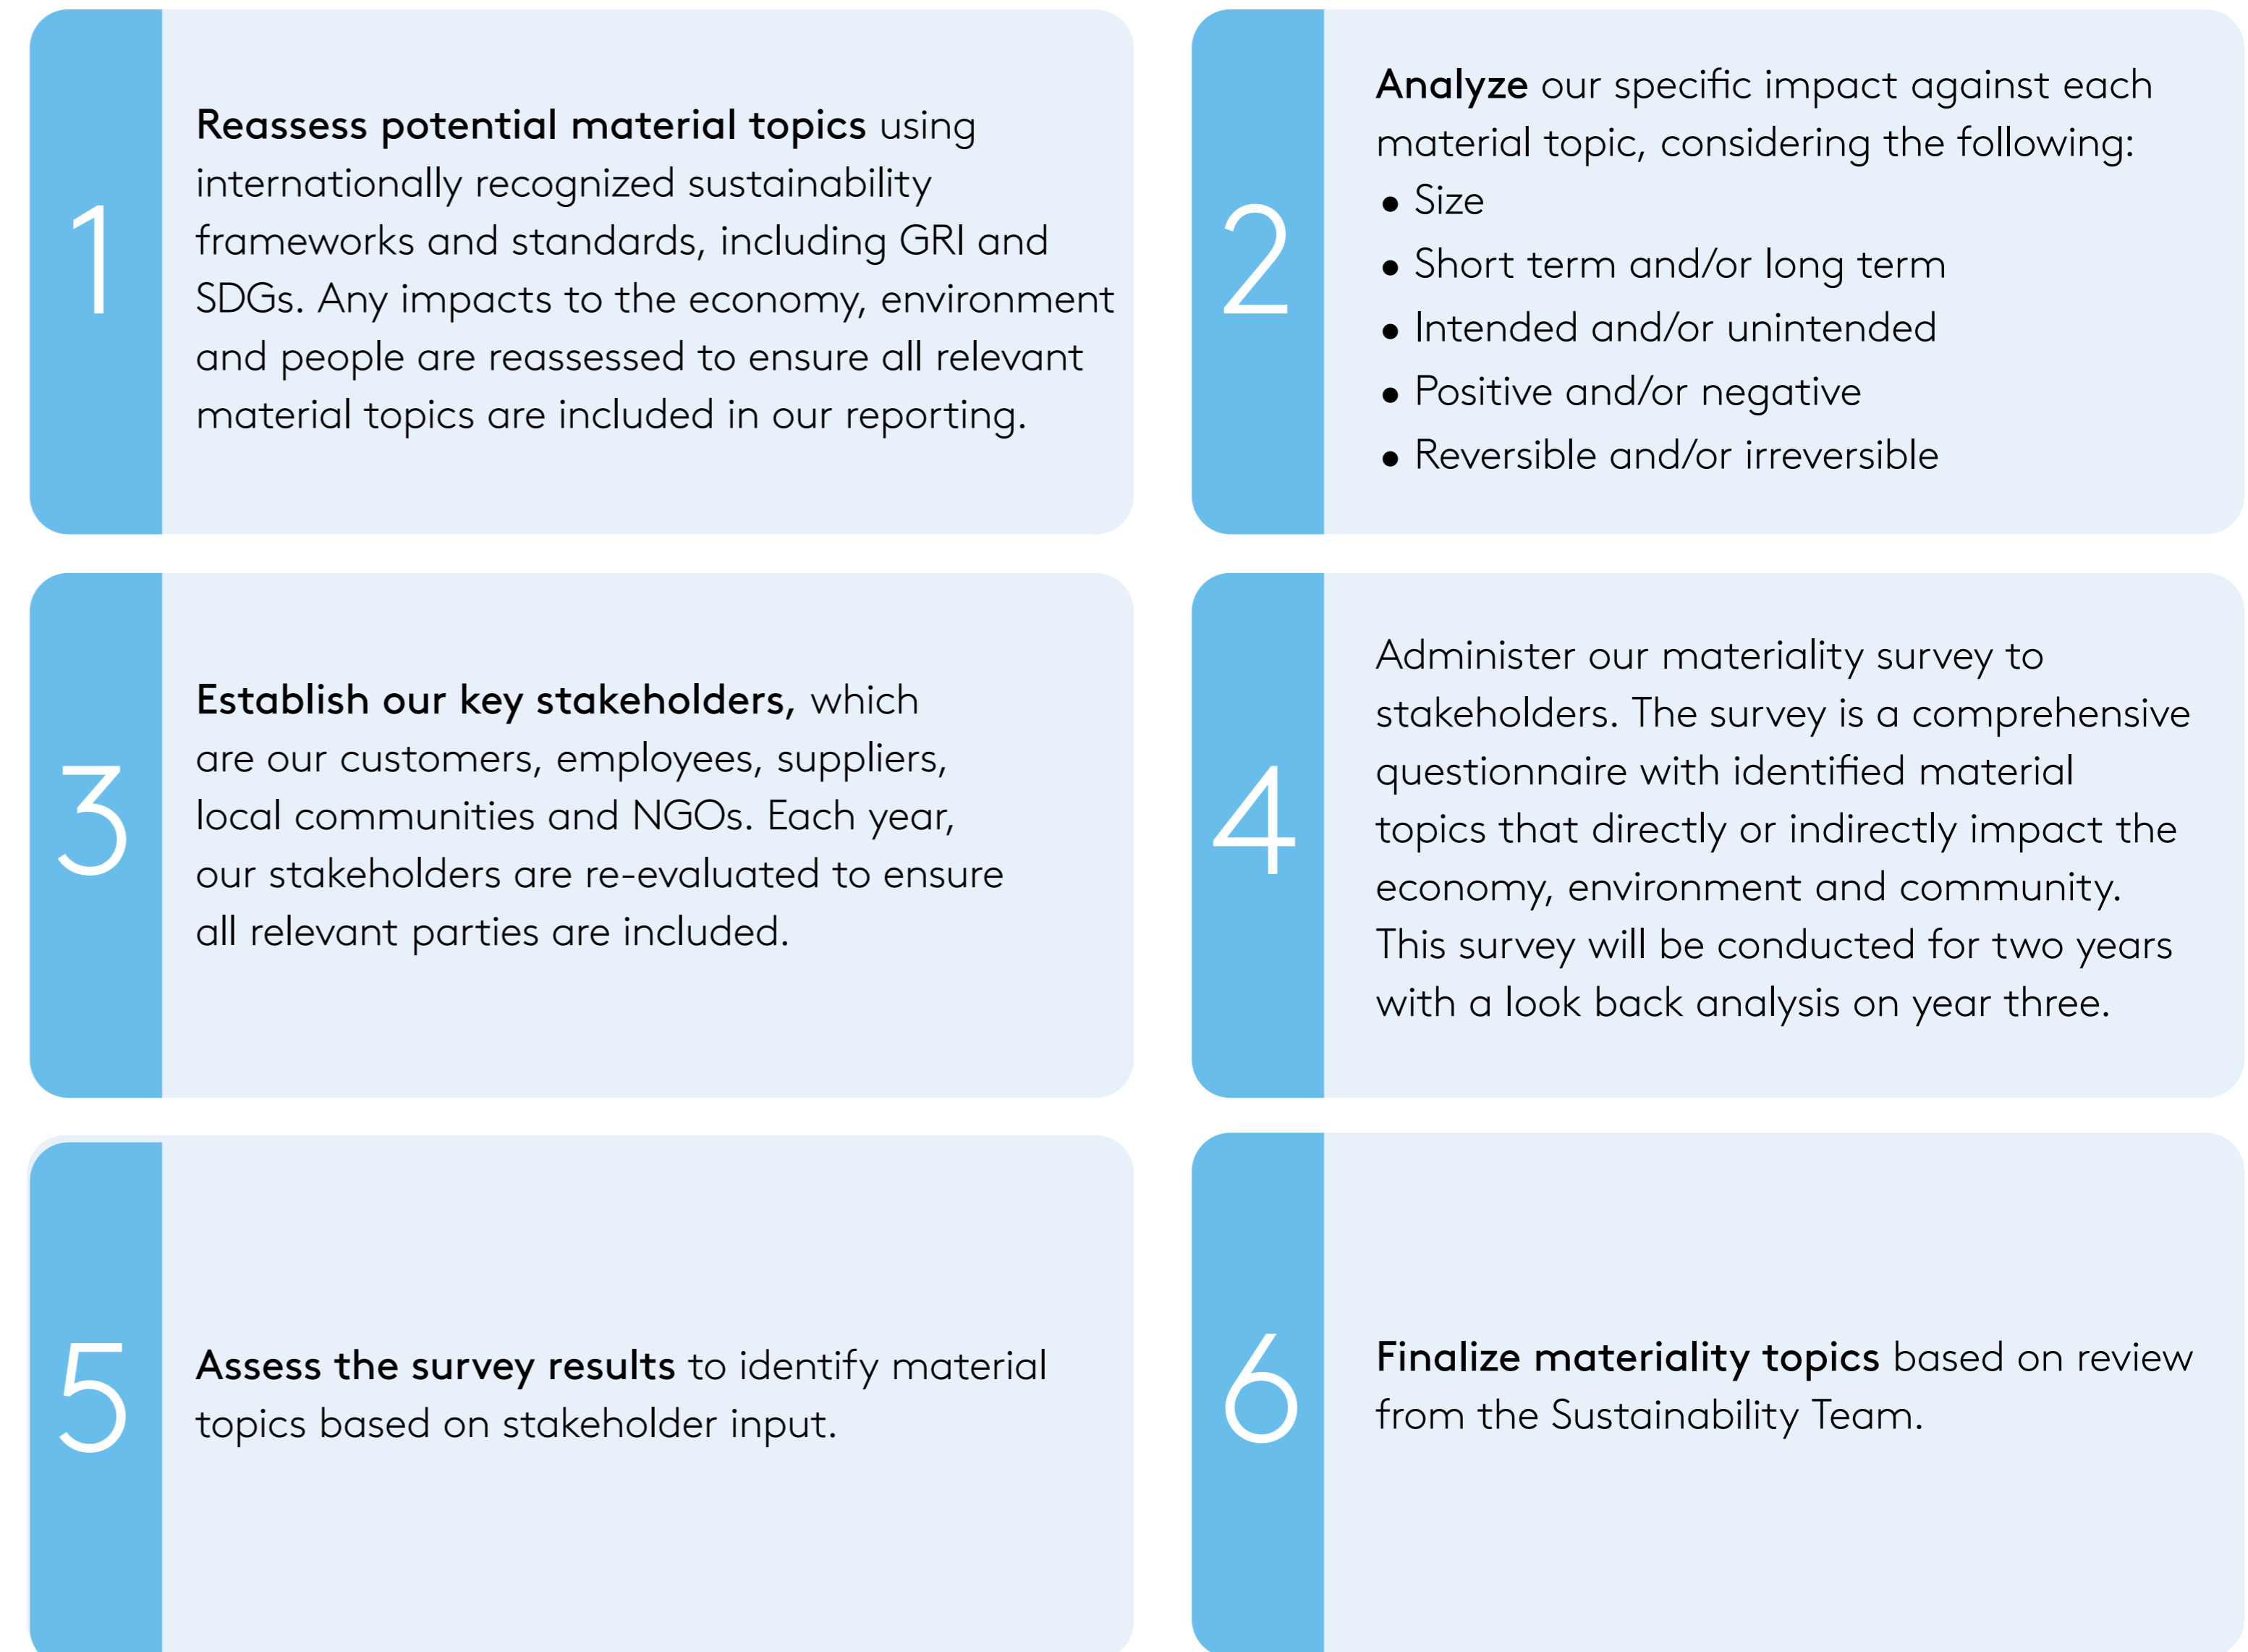 1
Reassess potential material topics using
internationally recognized sustainability
frameworks and standards, including GRI and
SDGs. Any impacts to the economy, environment
and people are reassessed to ensure all relevant
material topics are included in our reporting.
2
Analyze our specific impact against each
material topic, considering the following:
• Size
• Short term and/or long term
• Intended and/or unintended
• Positive and/or negative
• Reversible and/or irreversible
3
Establish our key stakeholders, which
are our customers, employees, suppliers,
local communities and NGOs. Each year,
our stakeholders are re-evaluated to ensure
all relevant parties are included.
4
Administer our materiality survey to
stakeholders. The survey is a comprehensive
questionnaire with identified material
topics that directly or indirectly impact the
economy, environment and community.
This survey will be conducted for two years
with a look back analysis on year three.
5
Assess the survey results to identify material
topics based on stakeholder input.
6
Finalize materiality topics based on review
from the Sustainability Team.